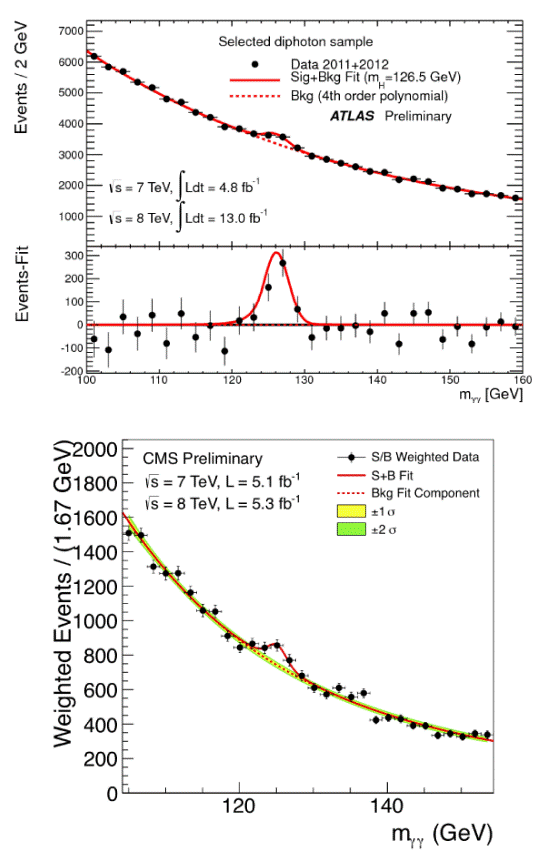 Selected diphoton sample
Data 2011+2012
Sig+Bkg Fit (mH=126.5 GeV)
Bkg (4th order polynomial)
ATLAS Preliminary
√s = 7 TeV, ∫Ldt = 4.8 fb-1
√s = 8 TeV, ∫Ldt = 13.0 fb-1
Events / 2 GeV
7000
6000
5000
4000
3000
2000
1000
Events-Fit
300
200
100
0
-100
-200
100 110 120 130 140 150 160
mγγ [GeV]
CMS Preliminary
√s = 7 TeV, L = 5.1 fb-1
√s = 8 TeV, L = 5.3 fb-1
S/B Weighted Data
S+B Fit
Bkg Fit Component
±1 σ
±2 σ
Weighted Events / (1.67 GeV)
2000
1800
1600
1400
1200
1000
800
600
400
200
0
120 140
mγγ (GeV)